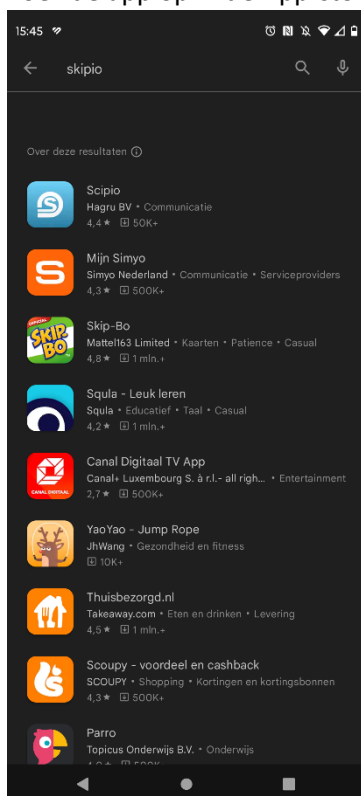 15:45
skipio
Over deze resultaten
Scipio
Hagru BV • Communicatie
4,4 ★ 50K+
Mijn Simyo
Simyo Nederland • Communicatie • Serviceproviders
4,3 ★ 500K+
SKIP-BO
Skip-Bo
Mattel163 Limited • Kaarten • Patience • Casual
4,8 ★ 1 mln.+
Squla - Leuk leren
Squla • Educatief • Taal • Casual
4,2 ★ 1 mln.+
CANAL DIGITAAL
Canal Digitaal TV App
Canal+ Luxembourg S. à r.l.- all righ... • Entertainment
2,7 ★ 500K+
YaoYao - Jump Rope
JhWang • Gezondheid en fitness
10K+
Thuisbezorgd.nl
Takeaway.com • Eten en drinken • Levering
4,5 ★ 1 mln.+
Scoupy - voordeel en cashback
SCOUPY • Shopping • Kortingen en kortingsbonnen
4,3 ★ 500K+
Parro
Topicus Onderwijs B.V. • Onderwijs